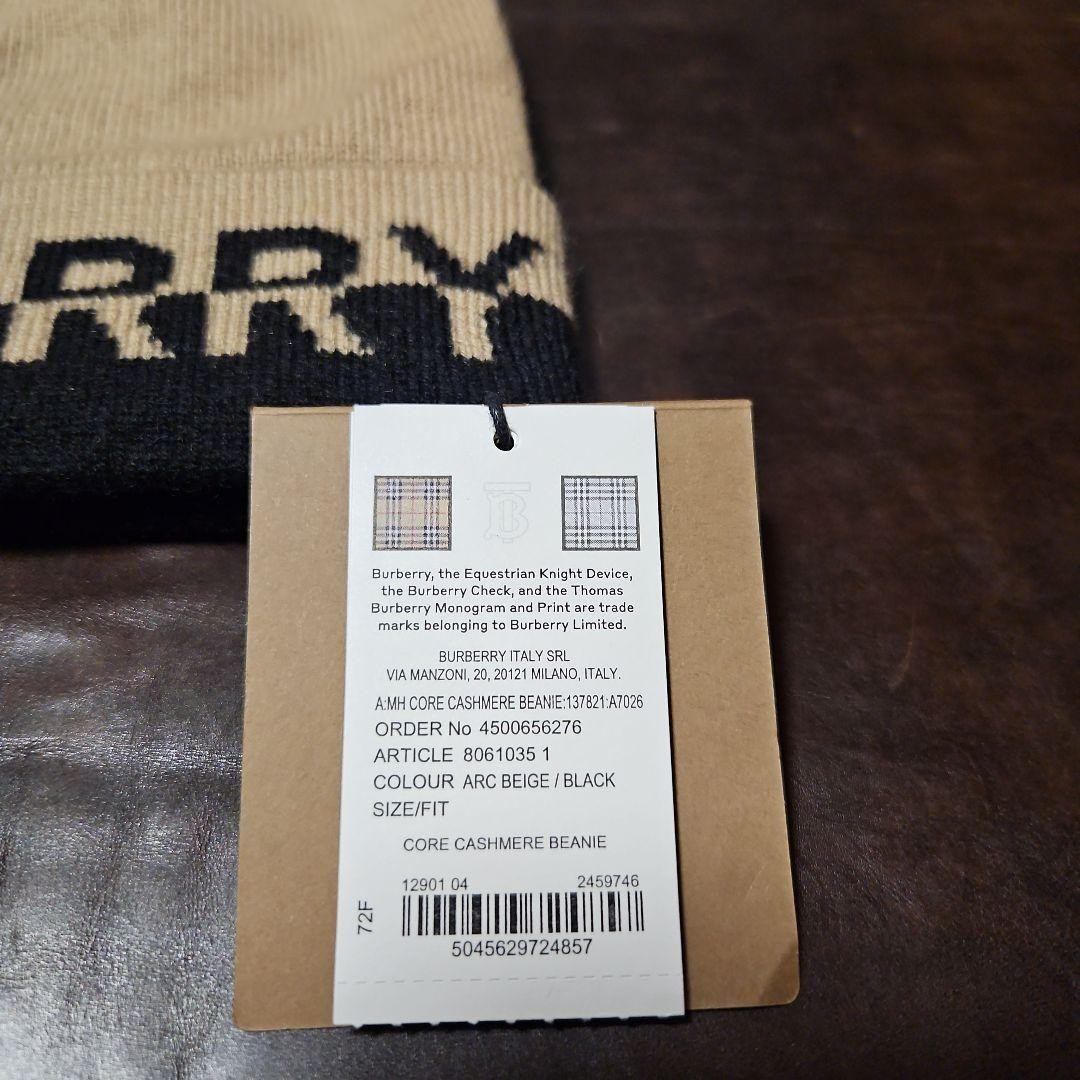 RRY
TB
Burberry, the Equestrian Knight Device,
the Burberry Check, and the Thomas
Burberry Monogram and Print are trade
marks belonging to Burberry Limited.
BURBERRY ITALY SRL
VIA MANZONI, 20, 20121 MILANO, ITALY.
A:MH CORE CASHMERE BEANIE:137821:A7026
ORDER No 4500656276
ARTICLE 8061035 1
COLOUR ARC BEIGE / BLACK
SIZE/FIT
CORE CASHMERE BEANIE
12901 04 2459746
72F
5045629724857